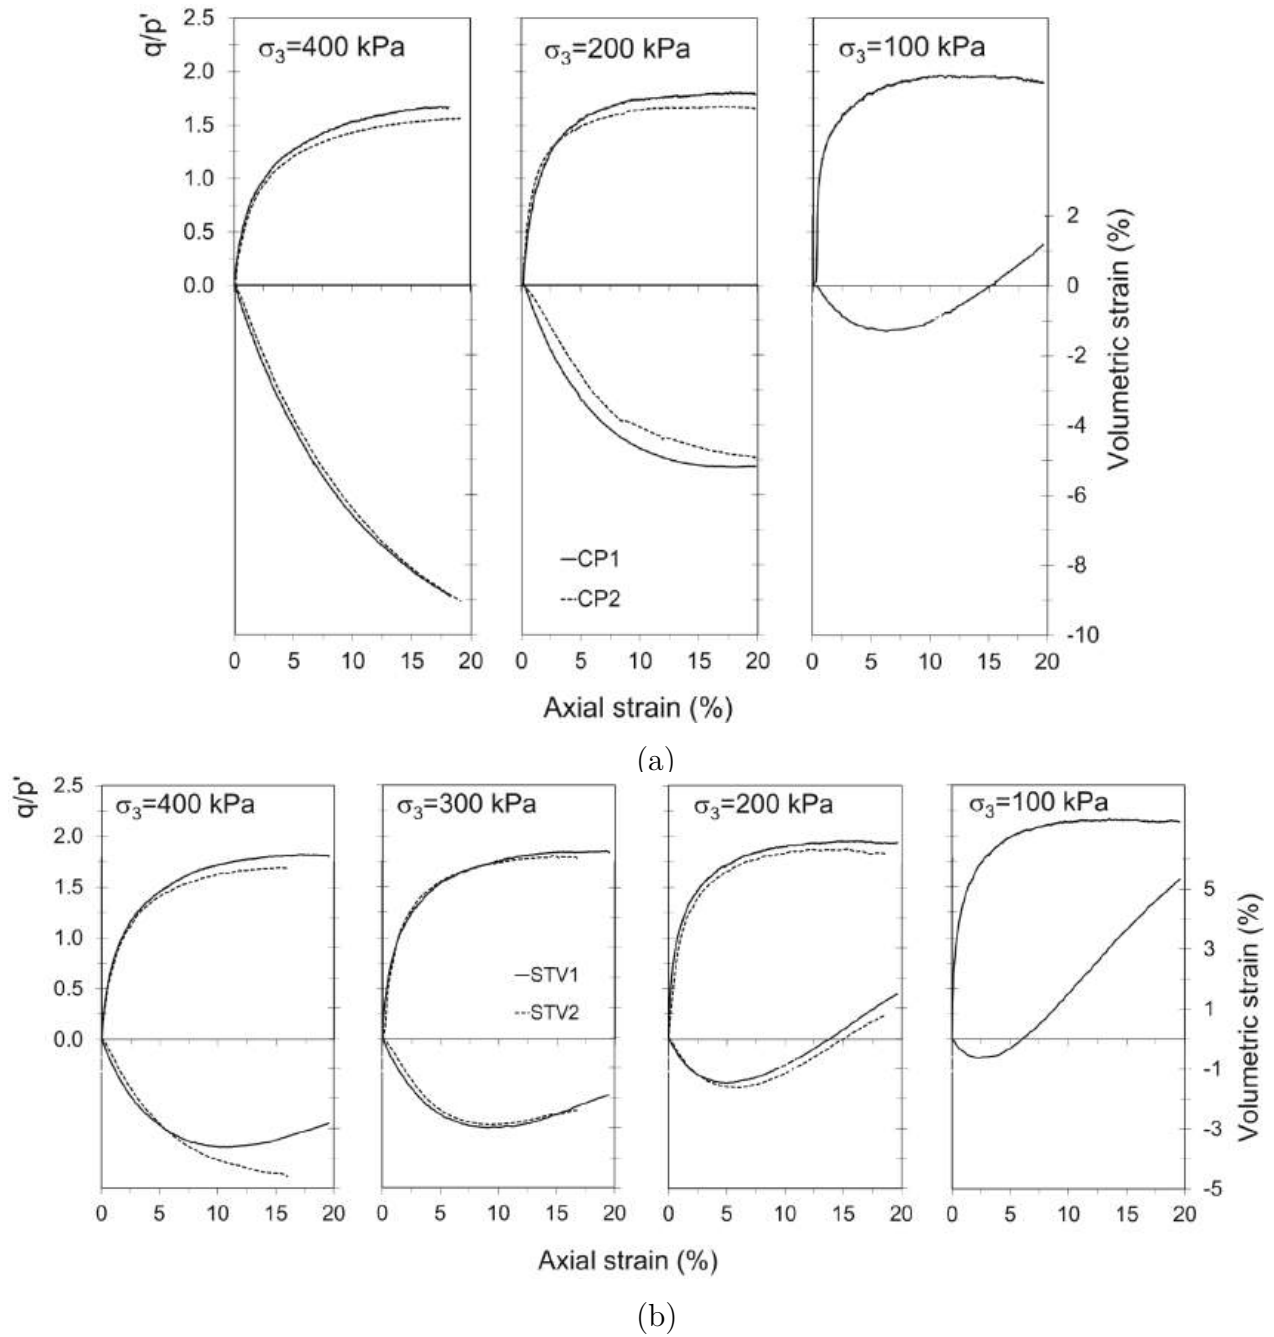 q/p'
σ3=400 kPa
σ3=200 kPa
σ3=100 kPa
2.5
2.0
1.5
1.0
0.5
0.0
2
0
-2
-4
-6
-8
-10
Volumetric strain (%)
CP1
CP2
0 5 10 15 20
0 5 10 15 20
0 5 10 15 20
Axial strain (%)
(a)
q/p'
σ3=400 kPa
σ3=300 kPa
σ3=200 kPa
σ3=100 kPa
2.5
2.0
1.5
1.0
0.5
0.0
STV1
STV2
5
3
1
-1
-3
-5
Volumetric strain (%)
0 5 10 15 20
0 5 10 15 20
0 5 10 15 20
0 5 10 15 20
Axial strain (%)
(b)